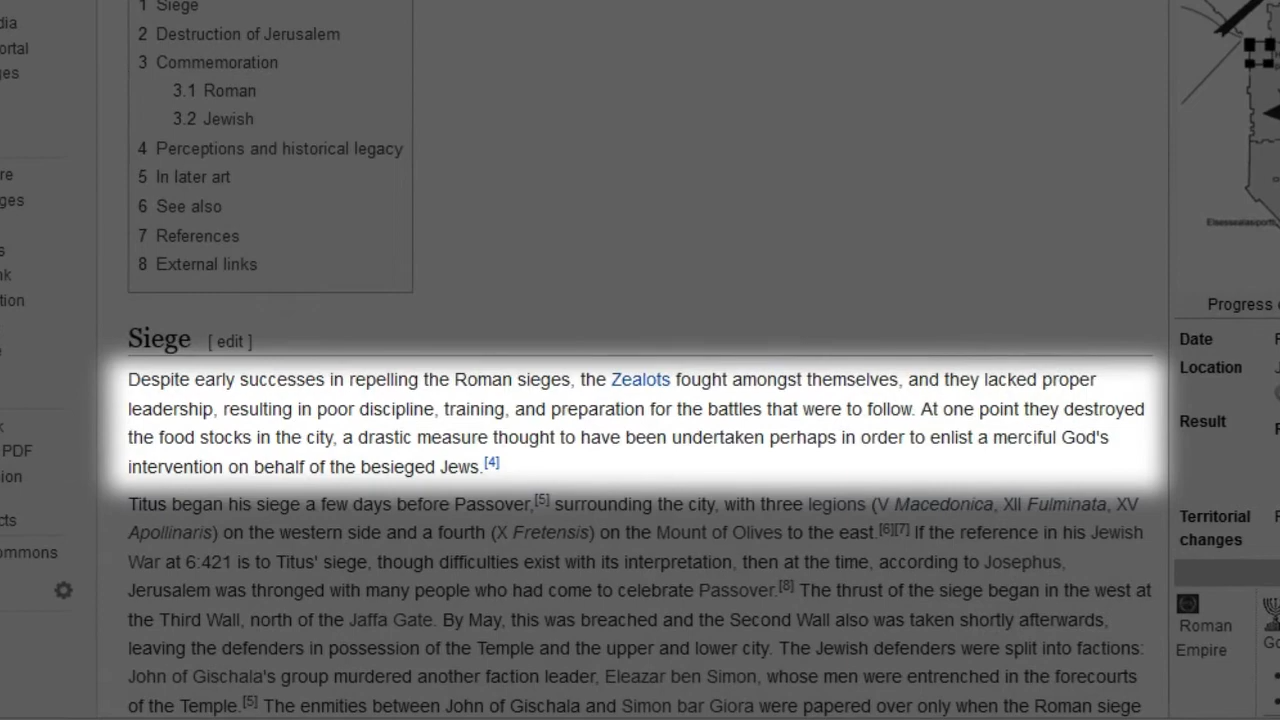 dia
ortal
ges
re
ges
s
nk
tion
e
k
PDF
ion
cts
ommons
1 Siege
2 Destruction of Jerusalem
3 Commemoration
3.1 Roman
3.2 Jewish
4 Perceptions and historical legacy
5 In later art
6 See also
7 References
8 External links
Siege [ edit ]
Despite early successes in repelling the Roman sieges, the Zealots fought amongst themselves, and they lacked proper
leadership, resulting in poor discipline, training, and preparation for the battles that were to follow. At one point they destroyed
the food stocks in the city, a drastic measure thought to have been undertaken perhaps in order to enlist a merciful God's
intervention on behalf of the besieged Jews.[4]
Titus began his siege a few days before Passover,[5] surrounding the city, with three legions (V Macedonica, XII Fulminata, XV
Apollinaris) on the western side and a fourth (X Fretensis) on the Mount of Olives to the east.[6][7] If the reference in his Jewish
War at 6:421 is to Titus' siege, though difficulties exist with its interpretation, then at the time, according to Josephus,
Jerusalem was thronged with many people who had come to celebrate Passover.[8] The thrust of the siege began in the west at
the Third Wall, north of the Jaffa Gate. By May, this was breached and the Second Wall also was taken shortly afterwards,
leaving the defenders in possession of the Temple and the upper and lower city. The Jewish defenders were split into factions:
John of Gischala's group murdered another faction leader, Eleazar ben Simon, whose men were entrenched in the forecourts
of the Temple.[5] The enmities between John of Gischala and Simon bar Giora were papered over only when the Roman siege
Progress
Date
Location
Result
Territorial
changes
Roman
Empire